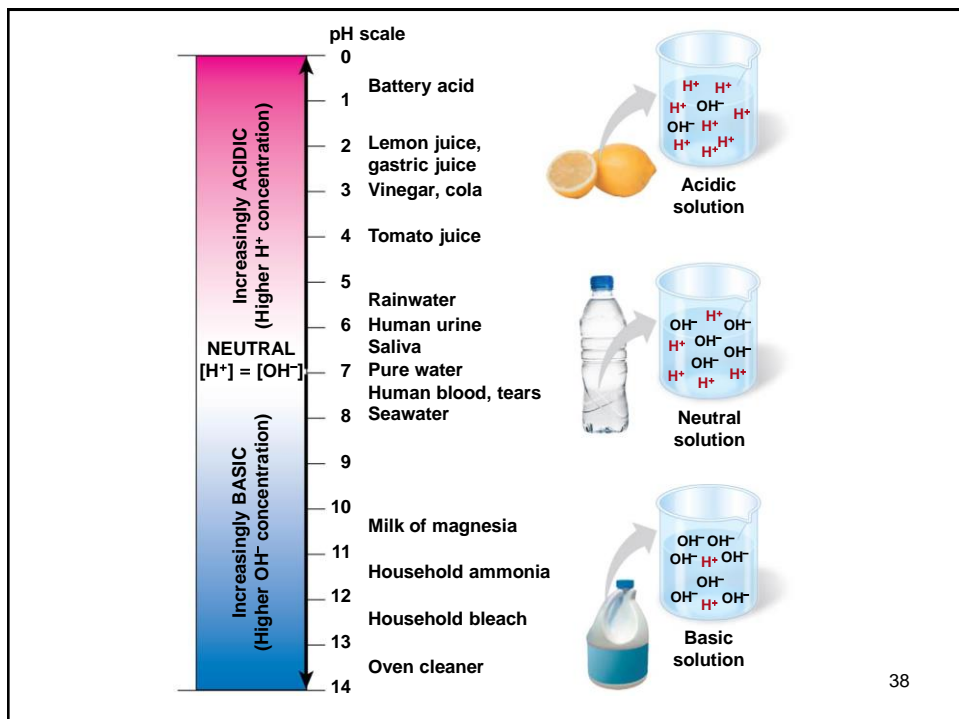 pH scale
0
Battery acid
1
2
Lemon juice,
gastric juice
3
Vinegar, cola
4
Tomato juice
5
Rainwater
6
Human urine
Saliva
7
Pure water
Human blood, tears
8
Seawater
9
10
Milk of magnesia
11
Household ammonia
12
Household bleach
13
Oven cleaner
14
Increasingly ACIDIC
(Higher H⁺ concentration)
NEUTRAL
[H⁺] = [OH⁻]
Increasingly BASIC
(Higher OH⁻ concentration)
H⁺ H⁺
H⁺ OH⁻ H⁺
OH⁻ H⁺
H⁺ H⁺ H⁺
Acidic
solution
OH⁻ H⁺ OH⁻
H⁺ OH⁻ OH⁻
OH⁻
H⁺ H⁺ H⁺
Neutral
solution
OH⁻ OH⁻
OH⁻ H⁺ OH⁻
OH⁻
OH⁻ H⁺ OH⁻
Basic
solution
38